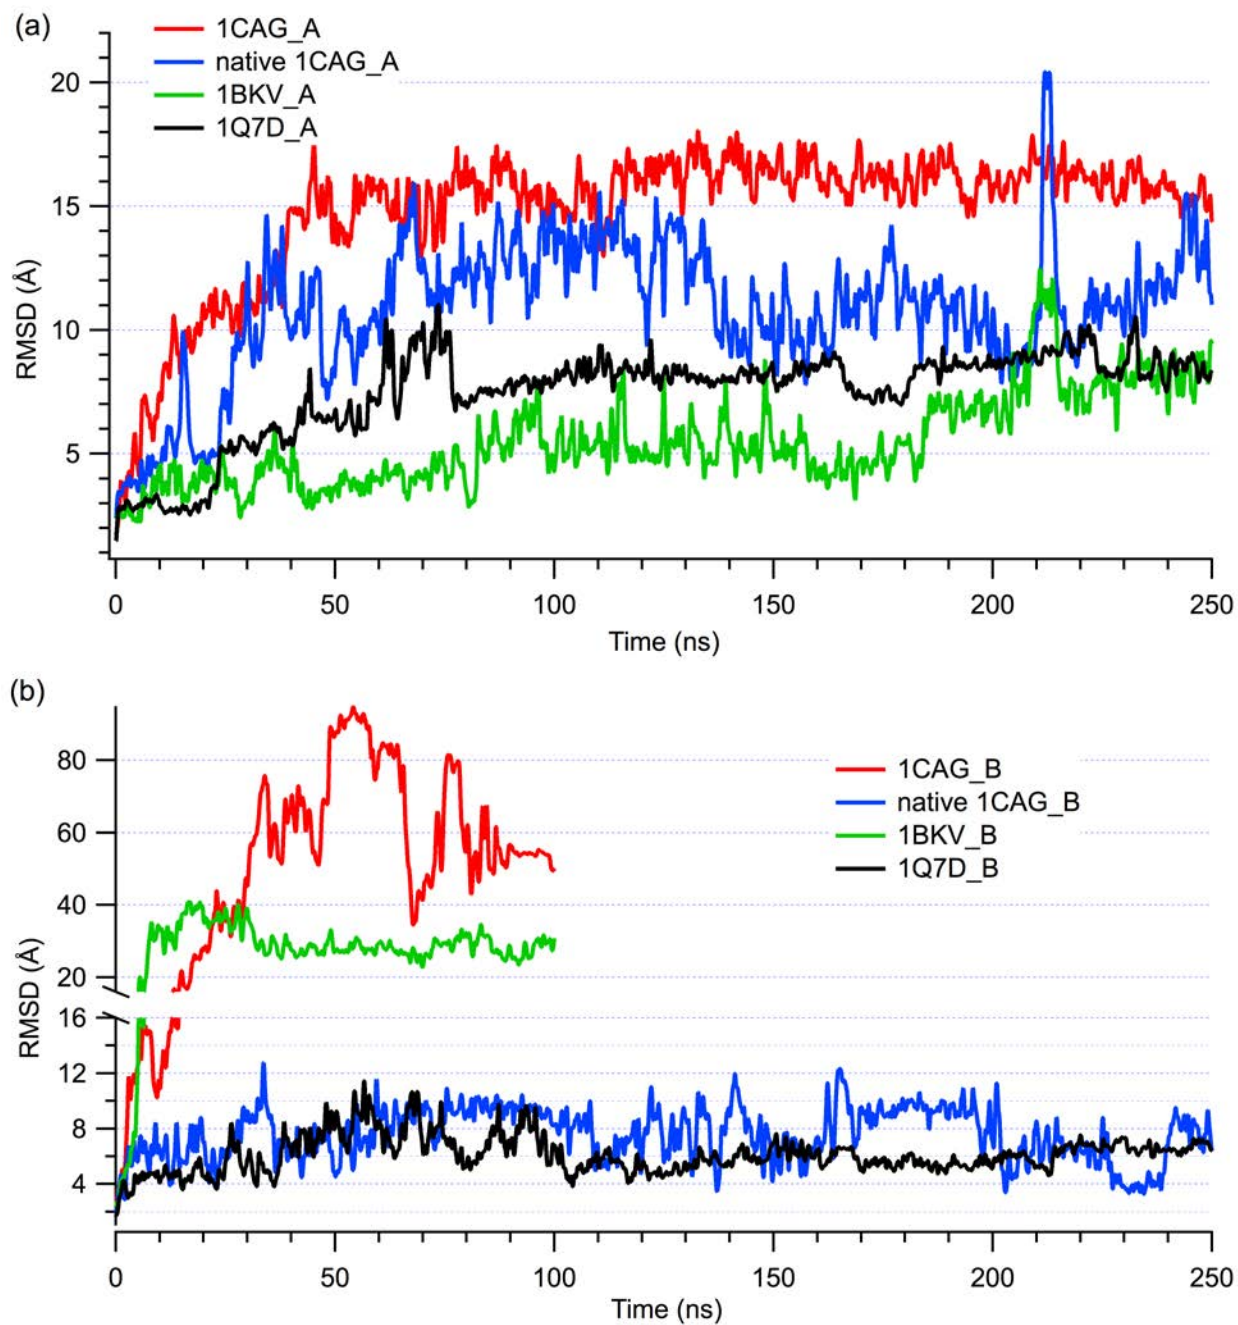 (a)
1CAG_A
native 1CAG_A
1BKV_A
1Q7D_A
20
15
10
5
RMSD (Å)
0 50 100 150 200 250
Time (ns)
(b)
1CAG_B
native 1CAG_B
1BKV_B
1Q7D_B
80
60
40
20
16
12
8
4
RMSD (Å)
0 50 100 150 200 250
Time (ns)